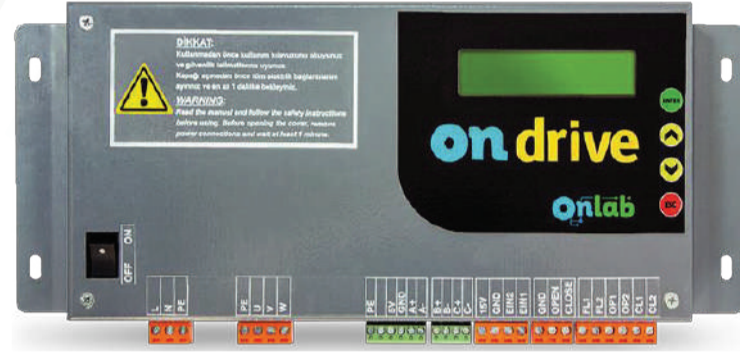 DİKKAT:
Kullanmadan önce kullanım kılavuzunu okuyunuz
ve güvenlik talimatlarına uyunuz.
Kapağı açmadan önce tüm elektrik bağlantılarını
ayırınız ve en az 1 dakika bekleyiniz.
WARNING:
Read the manual and follow the safety instructions
before using. Before opening the cover, remove
power connections and wait at least 1 minute.
ENTER
on drive
onlab
ESC
OFF ON
L N PE
PE U V W
PE 5V GND A+ A-
B+ B- C+ C-
15V GND EIN2 EIN1
GND OPEN CLOSE
FL1 FL2 OP1 OP2 CL1 CL2